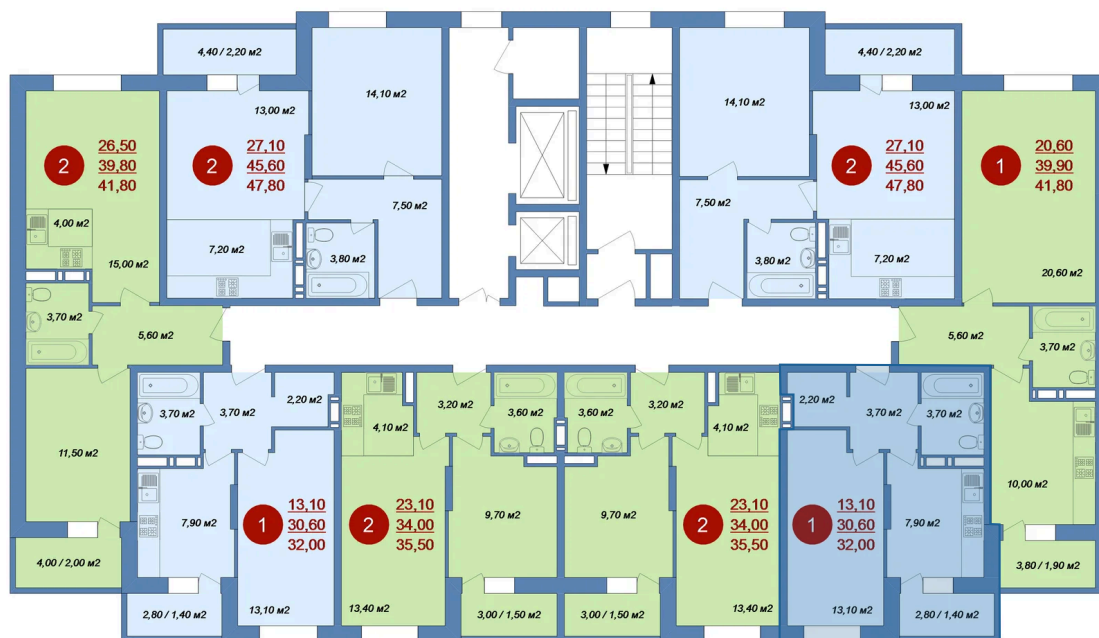 4,40 / 2,20 м2
4,40 / 2,20 м2
14,10 м2
14,10 м2
13,00 м2
13,00 м2
2
26,50
39,80
41,80
2
27,10
45,60
47,80
2
27,10
45,60
47,80
1
20,60
39,90
41,80
4,00 м2
7,50 м2
7,50 м2
7,20 м2
3,80 м2
3,80 м2
7,20 м2
15,00 м2
20,60 м2
3,70 м2
5,60 м2
5,60 м2
3,70 м2
3,70 м2
3,70 м2
2,20 м2
4,10 м2
3,20 м2
3,60 м2
3,60 м2
3,20 м2
4,10 м2
2,20 м2
3,70 м2
3,70 м2
11,50 м2
10,00 м2
7,90 м2
1
13,10
30,60
32,00
2
23,10
34,00
35,50
9,70 м2
9,70 м2
2
23,10
34,00
35,50
1
13,10
30,60
32,00
7,90 м2
4,00 / 2,00 м2
3,80 / 1,90 м2
2,80 / 1,40 м2
13,10 м2
13,40 м2
3,00 / 1,50 м2
3,00 / 1,50 м2
13,40 м2
13,10 м2
2,80 / 1,40 м2